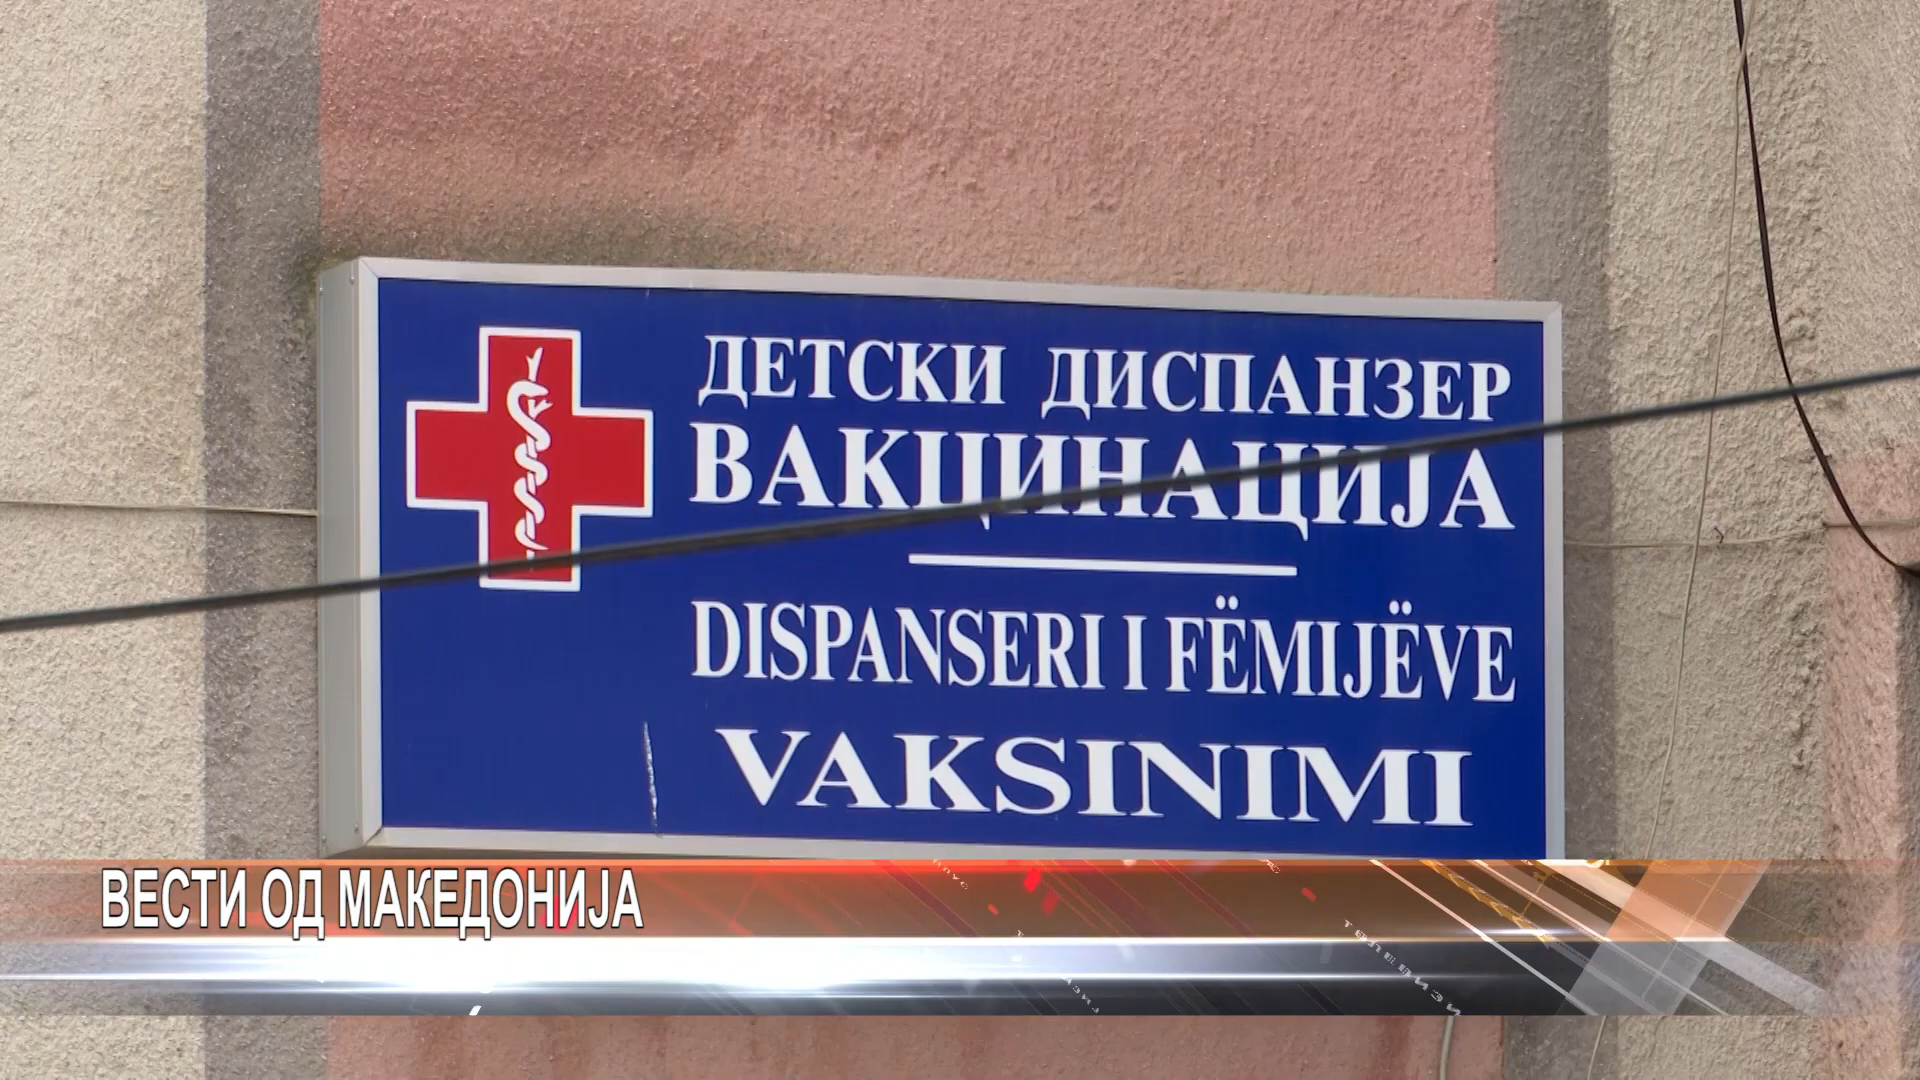 ДЕТСКИ ДИСПАНЗЕР
ВАКЦИНАЦИЈА
DISPANSERI I FËMIJËVE
VAKSINIMI
ВЕСТИ ОД МАКЕДОНИЈА